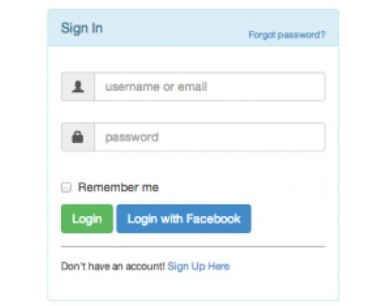 Sign In
Forgot password?
username or email
password
Remember me
Login
Login with Facebook
Don't have an account! Sign Up Here